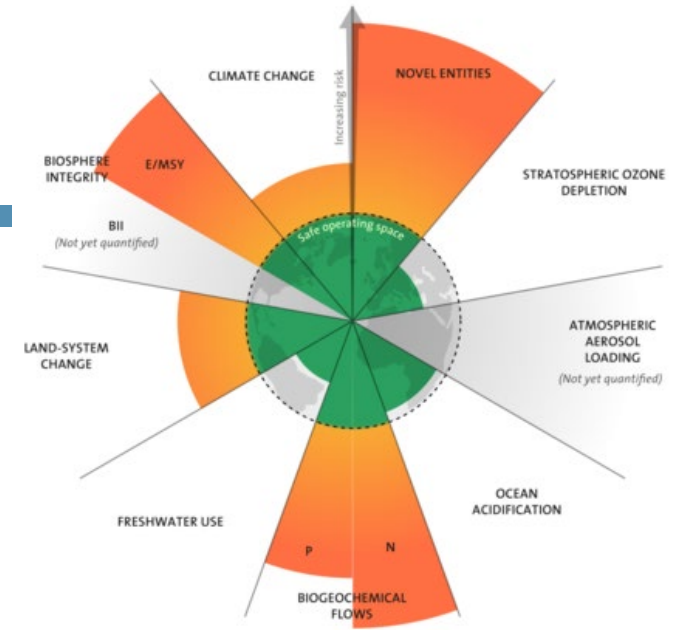 CLIMATE CHANGE
Increasing risk
NOVEL ENTITIES
STRATOSPHERIC OZONE
DEPLETION
ATMOSPHERIC
AEROSOL
LOADING
(Not yet quantified)
OCEAN
ACIDIFICATION
N
P
BIOGEOCHEMICAL
FLOWS
FRESHWATER USE
LAND-SYSTEM
CHANGE
BII
(Not yet quantified)
BIOSPHERE
INTEGRITY
E/MSY
Safe operating space